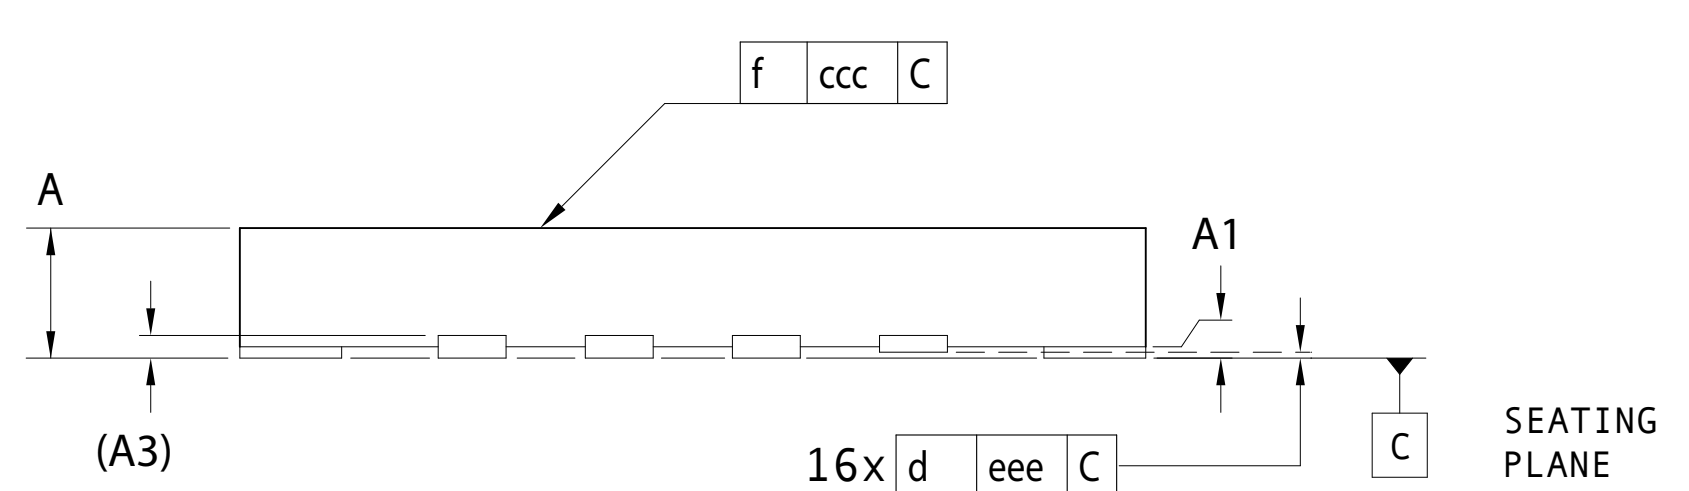 f ccc C
A
A1
(A3)
16x d eee C
C
SEATING
PLANE